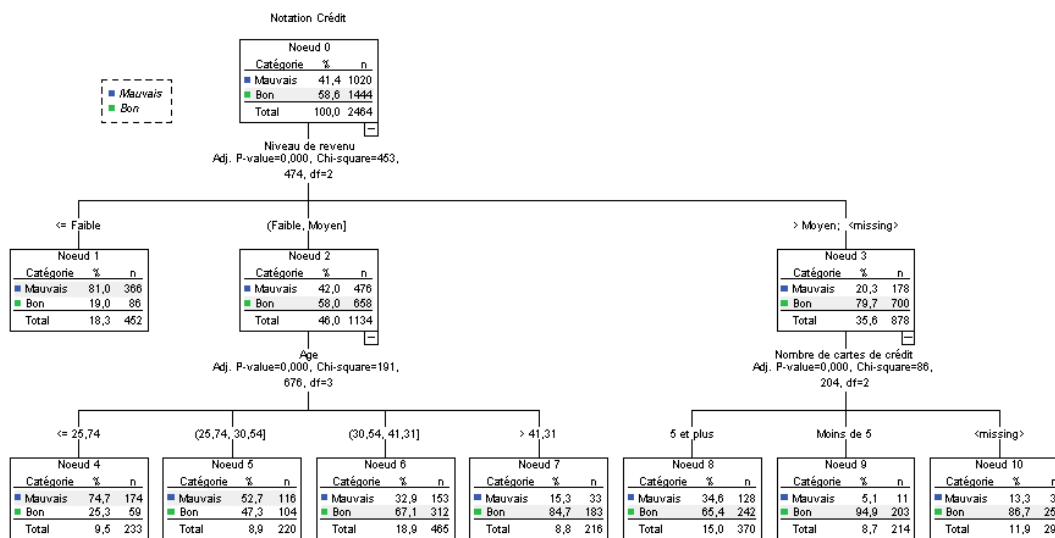 Notation Crédit
Noeud 0
Catégorie % n
Mauvais 41,4 1020
Bon 58,6 1444
Total 100,0 2464
Mauvais
Bon
Niveau de revenu
Adj. P-value=0,000, Chi-square=453,
474, df=2
<= Faible
(Faible, Moyen]
> Moyen; <missing>
Noeud 1
Catégorie % n
Mauvais 81,0 366
Bon 19,0 86
Total 18,3 452
Noeud 2
Catégorie % n
Mauvais 42,0 476
Bon 58,0 658
Total 46,0 1134
Noeud 3
Catégorie % n
Mauvais 20,3 178
Bon 79,7 700
Total 35,6 878
Age
Adj. P-value=0,000, Chi-square=191,
676, df=3
Nombre de cartes de crédit
Adj. P-value=0,000, Chi-square=86,
204, df=2
<= 25,74
(25,74, 30,54]
(30,54, 41,31]
> 41,31
5 et plus
Moins de 5
<missing>
Noeud 4
Catégorie % n
Mauvais 74,7 174
Bon 25,3 59
Total 9,5 233
Noeud 5
Catégorie % n
Mauvais 52,7 116
Bon 47,3 104
Total 8,9 220
Noeud 6
Catégorie % n
Mauvais 32,9 153
Bon 67,1 312
Total 18,9 465
Noeud 7
Catégorie % n
Mauvais 15,3 33
Bon 84,7 183
Total 8,8 216
Noeud 8
Catégorie % n
Mauvais 34,6 128
Bon 65,4 242
Total 15,0 370
Noeud 9
Catégorie % n
Mauvais 5,1 11
Bon 94,9 203
Total 8,7 214
Noeud 10
Catégorie % n
Mauvais 13,3
Bon 86,7
Total 11,9